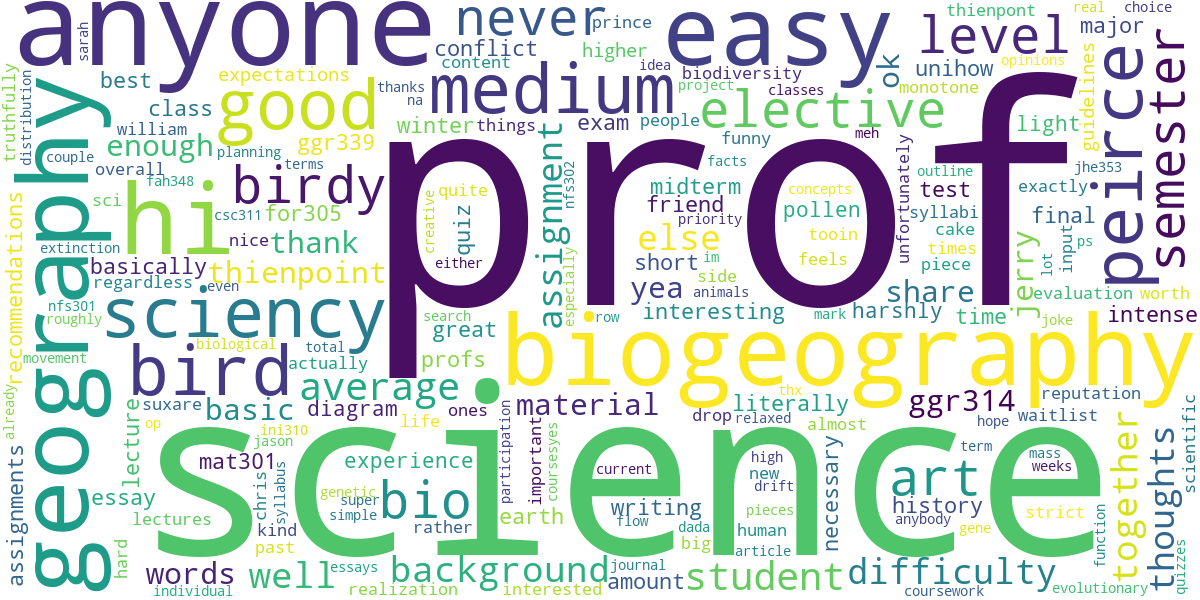 anyone
never
prince
easy
level
thienpont
real
choice
major
sarah
conflict
higher
opinions
content
idea
ok
unihow
best
expectations
thanks
medium
biodiversity
monotone
truthfully
distribution
class
good
na
project
classes
elective
guidelines
peirce
semester
william
winter
things
exam
people
funny
meh
light
geography
couple
enough
planning
ggr339
overall
terms
birdy
prof
facts
unfortunately
outline
jhe353
fah348
midterm
concepts
test
exactly
sci
hi
csc311
for305
creative
quite
quiz
assignment
nfs302
friend
priority
pollen
syllabi
final
recommendations
extinction
nice
thank
else
tooin
cake
times
input
ps
basically
either
short
im
side
feels
piece
jerry
lot
regardless
even
thienpoint
especially
yea
animals
share
evaluation
worth
nfs301
roughly
sciency
search
great
row
interesting
mark
harshly
time
joke
intense
biological
total
actually
profs
biogeography
movement
bird
average
thx
already
suxare
basic
diagram
ones
life
material
drop
relaxed
literally
almost
ggr314
hope
reputation
waitlist
op
ini310
jason
lecture
science
participation
important
coursesyes
current
high
new
drift
necessary
art
term
mass
weeks
together
thoughts
scientific
assignments
mat301
chris
syllabus
experience
genetic
super
simple
bio
writing
pieces
history
anybody
strict
essay
lectures
kind
past
rather
earth
flow
dada
big
human
article
gene
function
quizzes
hard
words
well
essays
background
journal
amount
student
difficulty
evolutionary
individual
realization
interested
coursework